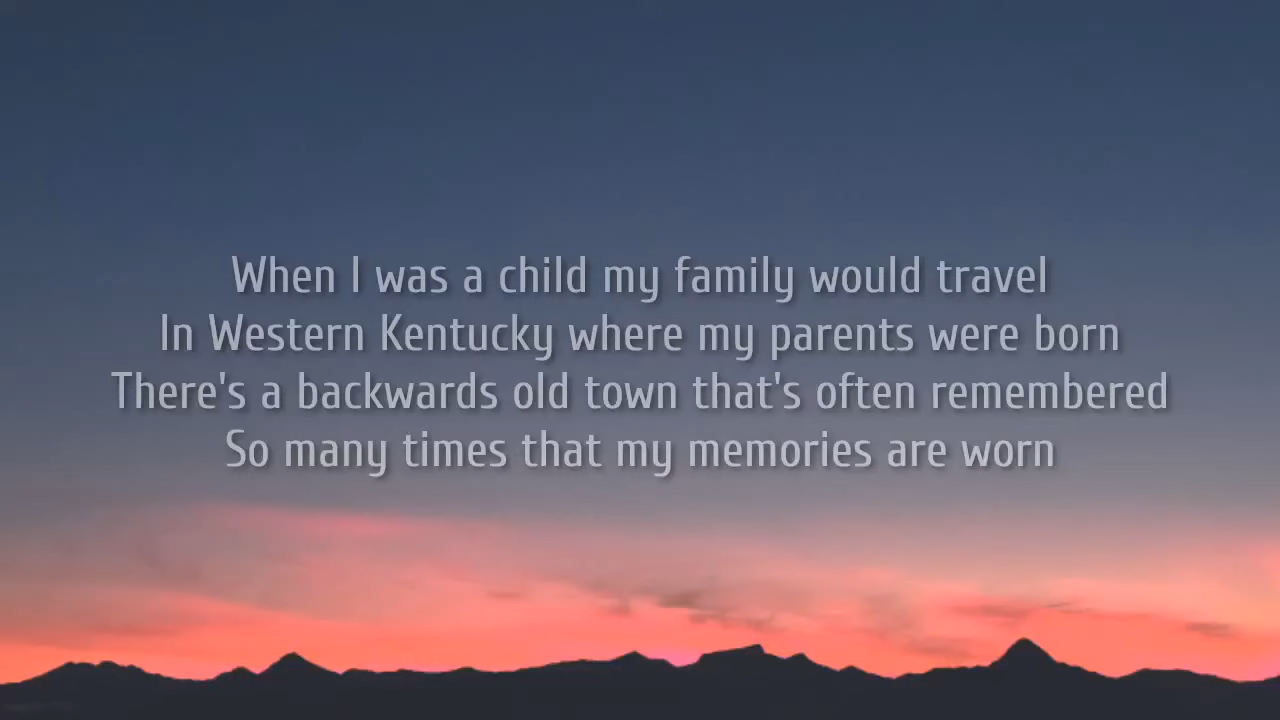 When I was a child my family would travel
In Western Kentucky where my parents were born
There's a backwards old town that's often remembered
So many times that my memories are worn